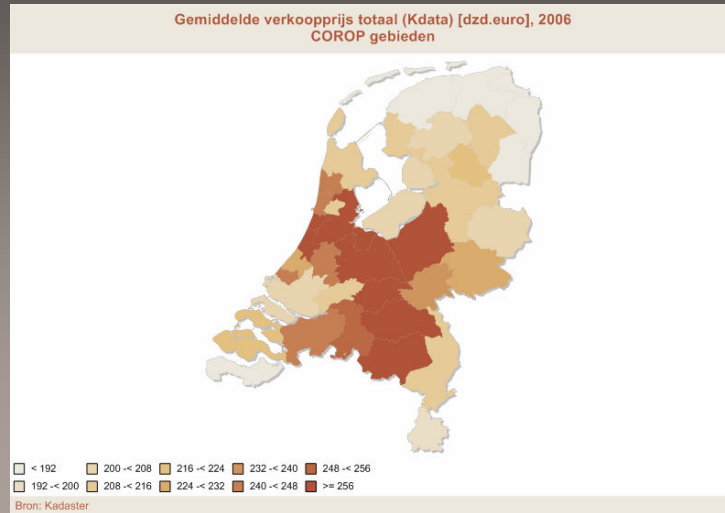 Gemiddelde verkoopprijs totaal (Kdata) [dzd.euro], 2006
COROP gebieden
< 192
200 -< 208
216 -< 224
232 -< 240
248 -< 256
192 -< 200
208 -< 216
224 -< 232
240 -< 248
>= 256
Bron: Kadaster